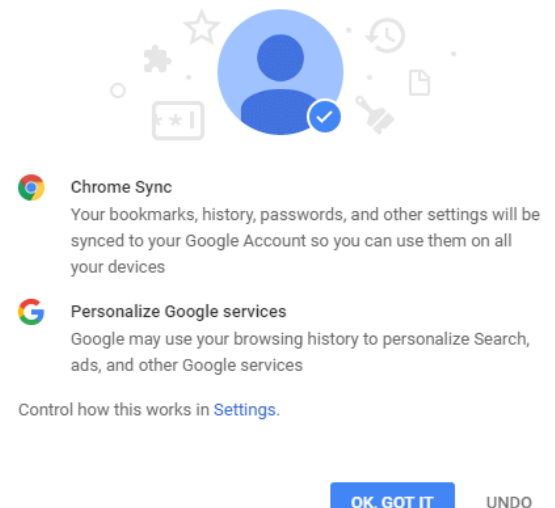 Chrome Sync
Your bookmarks, history, passwords, and other settings will be
synced to your Google Account so you can use them on all
your devices
Personalize Google services
Google may use your browsing history to personalize Search,
ads, and other Google services
Control how this works in Settings.
OK, GOT IT UNDO